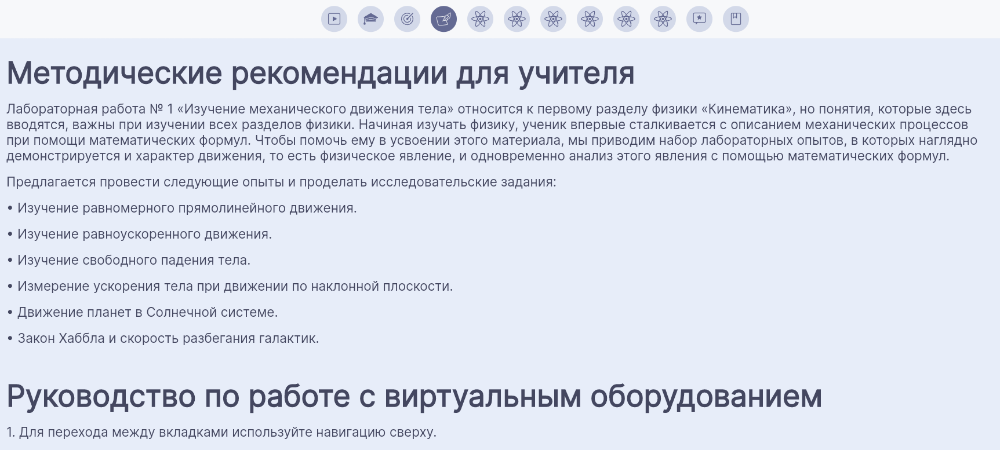 Методические рекомендации для учителя
Лабораторная работа № 1 «Изучение механического движения тела» относится к первому разделу физики «Кинематика», но понятия, которые здесь
вводятся, важны при изучении всех разделов физики. Начиная изучать физику, ученик впервые сталкивается с описанием механических процессов
при помощи математических формул. Чтобы помочь ему в усвоении этого материала, мы приводим набор лабораторных опытов, в которых наглядно
демонстрируется и характер движения, то есть физическое явление, и одновременно анализ этого явления с помощью математических формул.
Предлагается провести следующие опыты и проделать исследовательские задания:
• Изучение равномерного прямолинейного движения.
• Изучение равноускоренного движения.
• Изучение свободного падения тела.
• Измерение ускорения тела при движении по наклонной плоскости.
• Движение планет в Солнечной системе.
• Закон Хаббла и скорость разбегания галактик.
Руководство по работе с виртуальным оборудованием
1. Для перехода между вкладками используйте навигацию сверху.